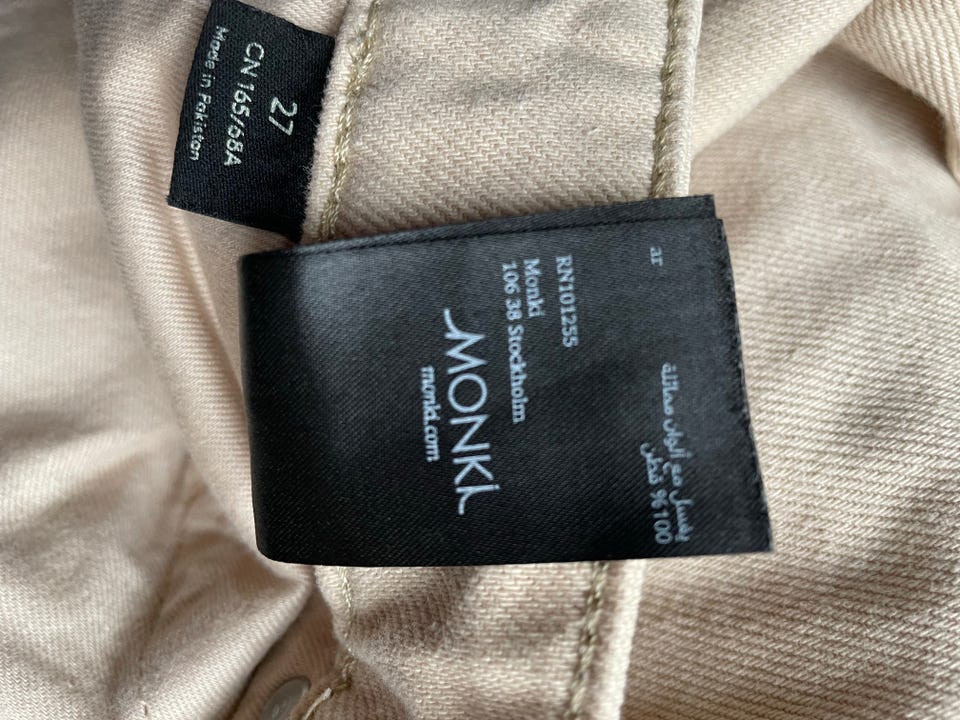 27
CN 165/68A
Made in Pakistan
ar
100 % قطن
يغسل مع ألوان مماثلة
RN101255
Monki
106 38 Stockholm
MONKI
monki.com